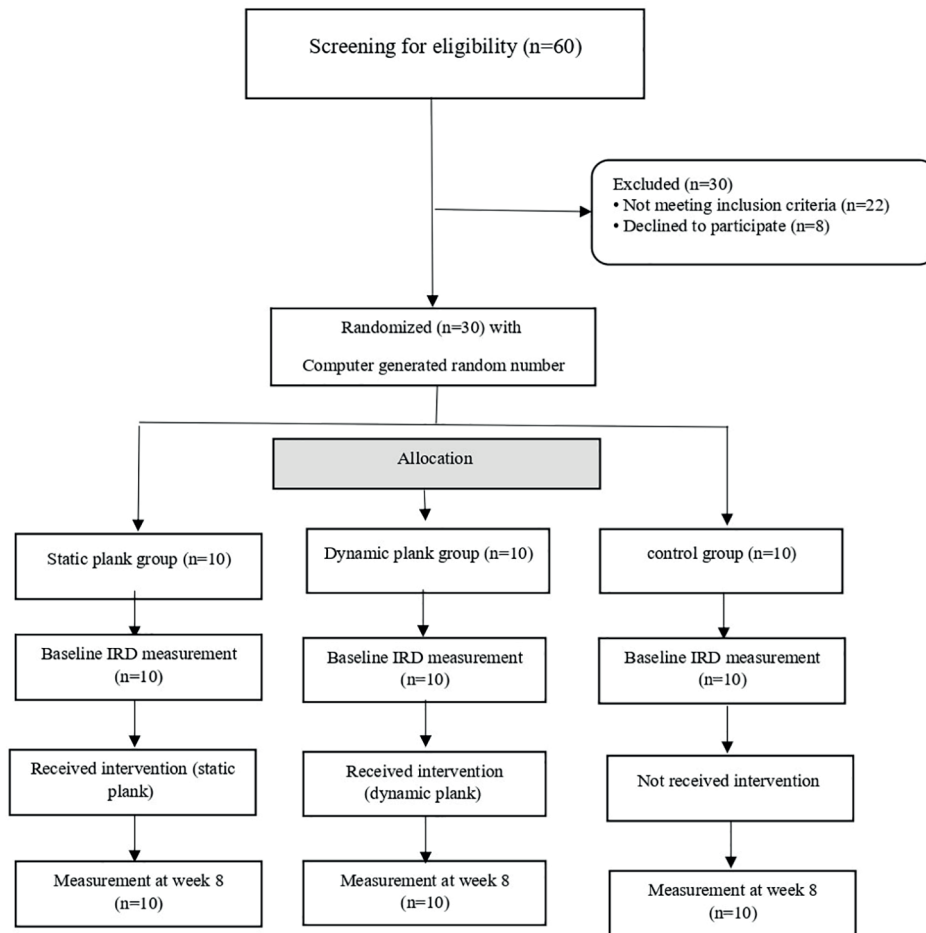 Screening for eligibility (n=60)
Excluded (n=30)
• Not meeting inclusion criteria (n=22)
• Declined to participate (n=8)
Randomized (n=30) with
Computer generated random number
Allocation
Static plank group (n=10)
Dynamic plank group (n=10)
control group (n=10)
Baseline IRD measurement
(n=10)
Baseline IRD measurement
(n=10)
Baseline IRD measurement
(n=10)
Received intervention (static
plank)
Received intervention
(dynamic plank)
Not received intervention
Measurement at week 8
(n=10)
Measurement at week 8
(n=10)
Measurement at week 8
(n=10)